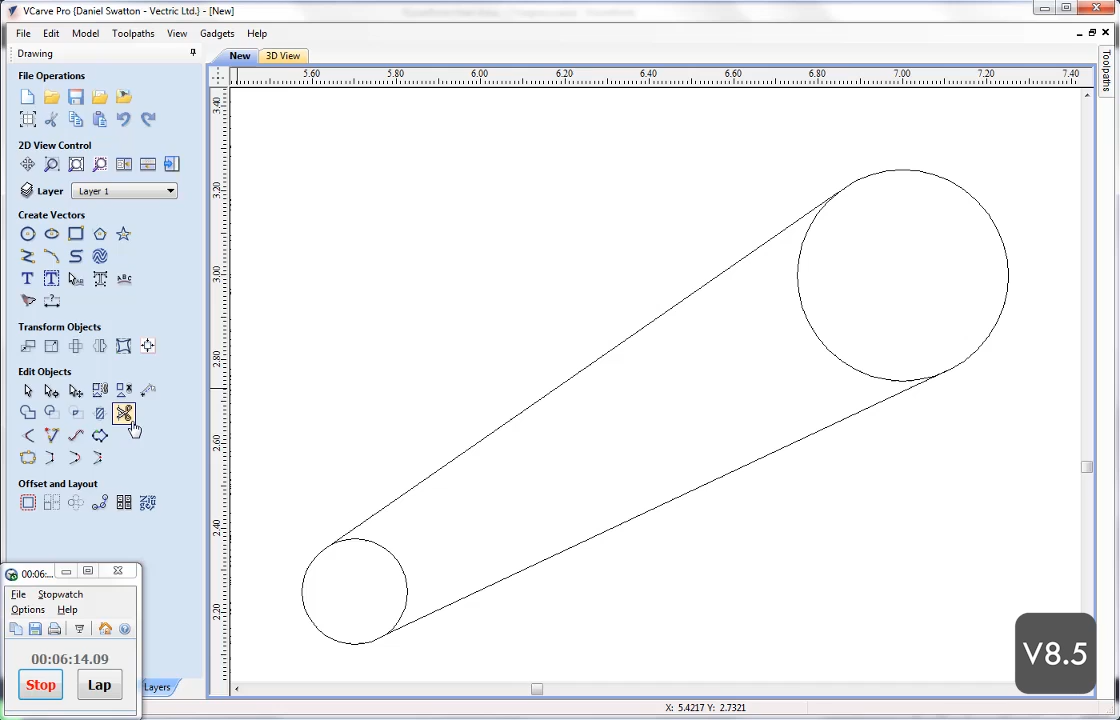 VCarve Pro {Daniel Swatton - Vectric Ltd.} - [New]
File Edit Model Toolpaths View Gadgets Help
Drawing
New 3D View
Toolpaths
File Operations
5.60 5.80 6.00 6.20 6.40 6.60 6.80 7.00 7.20 7.40
3.40
3.20
3.00
2.80
2.60
2.40
2.20
2D View Control
Layer Layer 1
Create Vectors
Transform Objects
Edit Objects
Offset and Layout
00:06:...
File Stopwatch
Options Help
00:06:14.09
Stop Lap
Layers
V8.5
X: 5.4217 Y: 2.7321